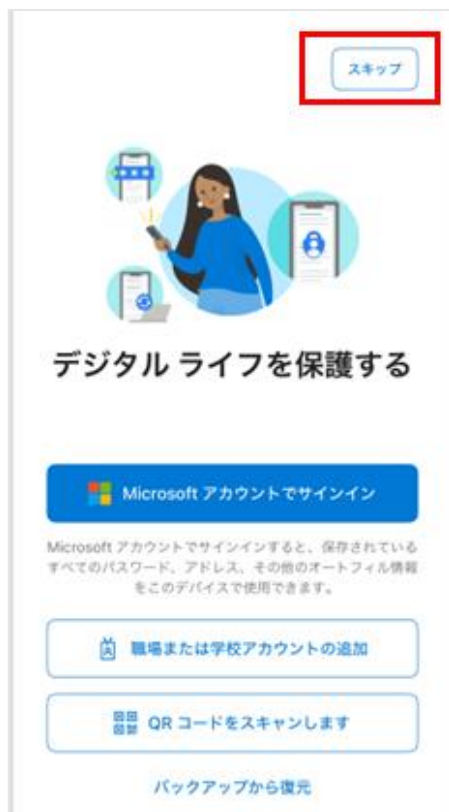 スキップ
デジタル ライフを保護する
Microsoft アカウントでサインイン
Microsoft アカウントでサインインすると、保存されている
すべてのパスワード、アドレス、その他のオートフィル情報
をこのデバイスで使用できます。
職場または学校アカウントの追加
QR コードをスキャンします
バックアップから復元